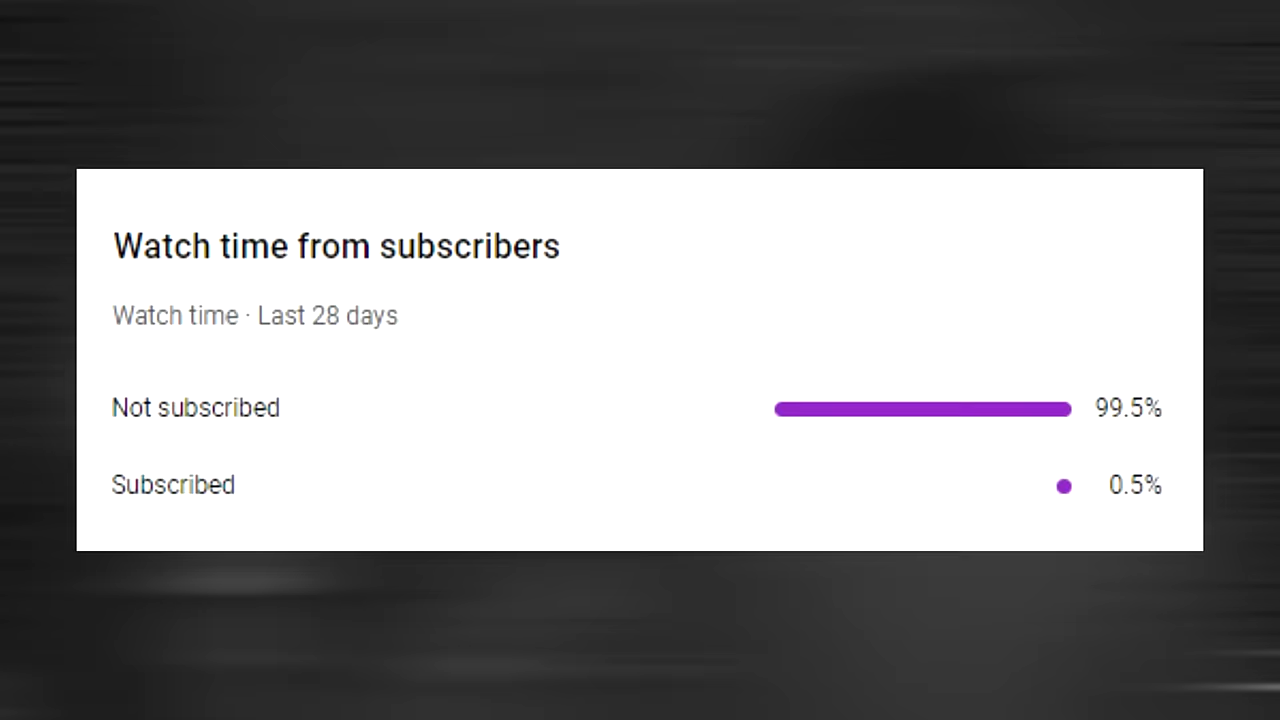 Watch time from subscribers
Watch time · Last 28 days
Not subscribed 99.5%
Subscribed 0.5%